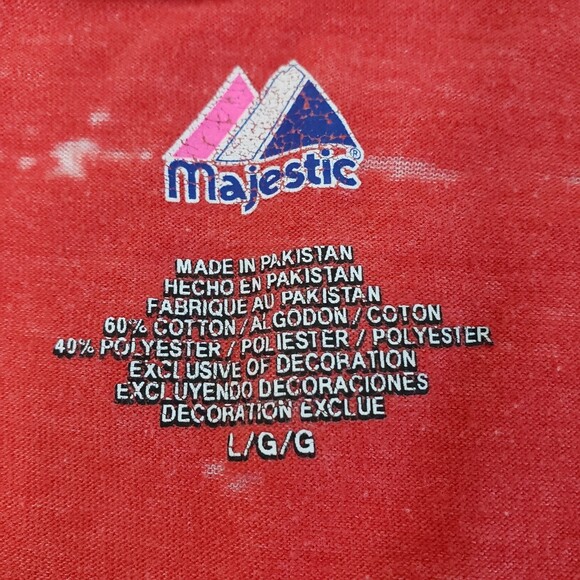 majestic®
MADE IN PAKISTAN
HECHO EN PAKISTAN
FABRIQUE AU PAKISTAN
60% COTTON/ALGODON/COTON
40% POLYESTER/POLIESTER/POLYESTER
EXCLUSIVE OF DECORATION
EXCLUYENDO DECORACIONES
DECORATION EXCLUE
L/G/G